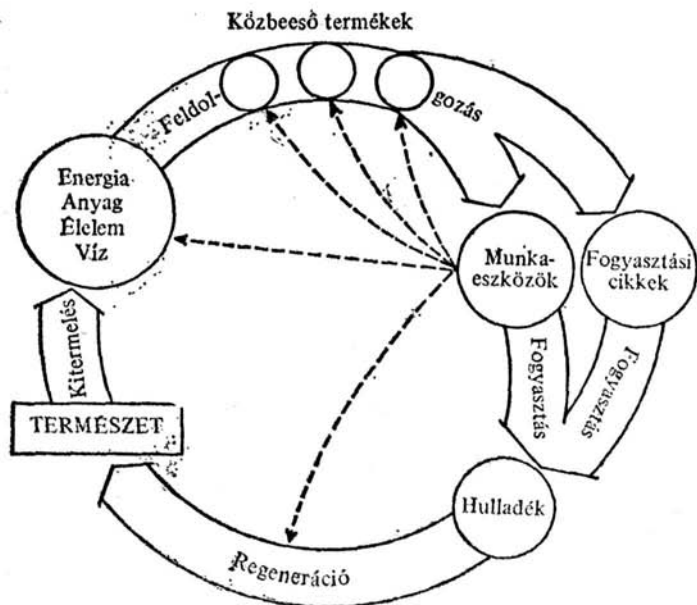 Közbeeső termékek
Feldol-
gozás
Energia
Anyag
Élelem
Víz
Munka-
eszközök
Fogyasztási
cikkek
Kitermelés
Fogyasztás
Fogyasztás
TERMÉSZET
Hulladék
Regeneráció